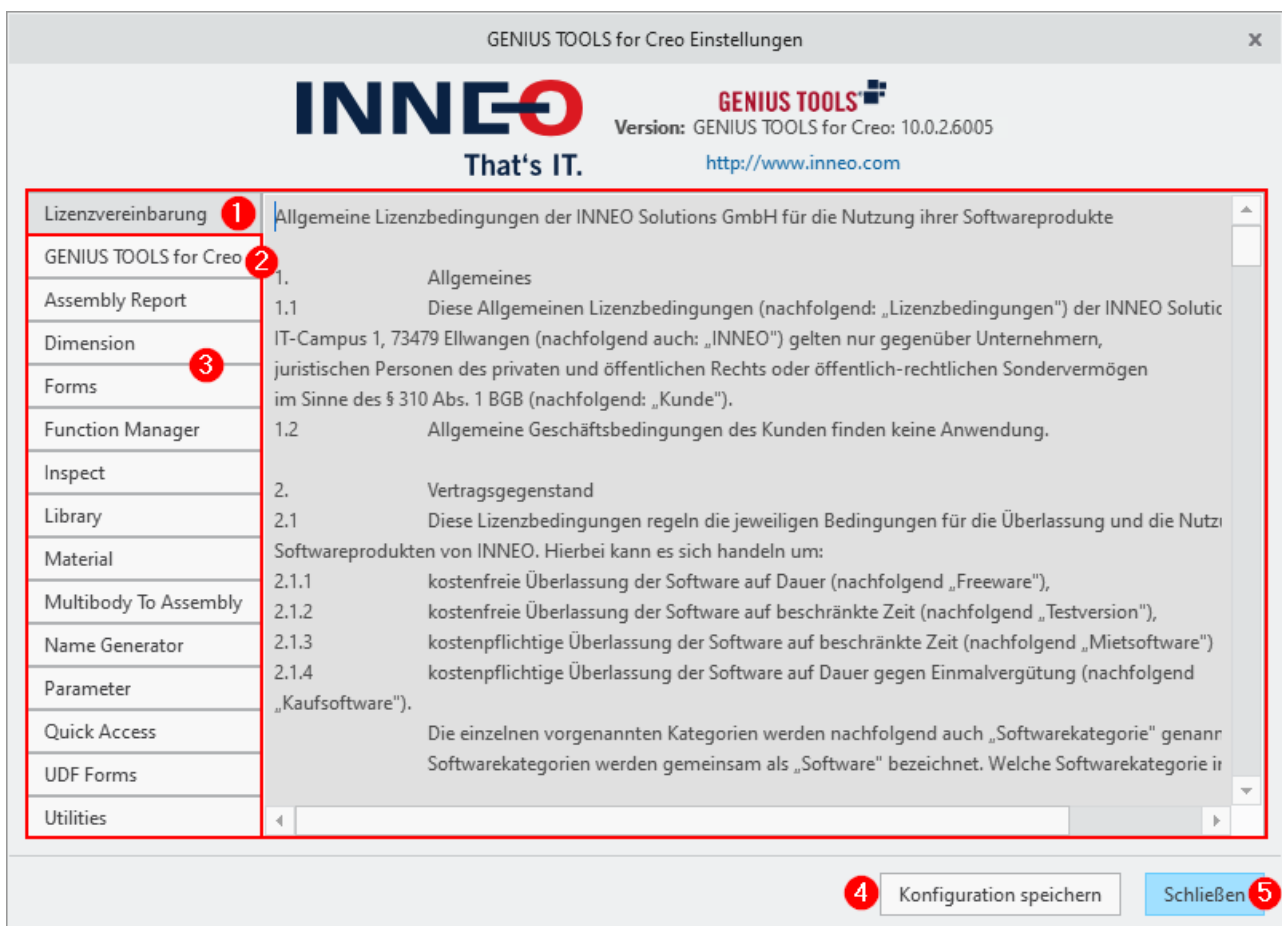 GENIUS TOOLS for Creo Einstellungen
INNEO
That's IT.
GENIUS TOOLS
Version: GENIUS TOOLS for Creo: 10.0.2.6005
http://www.inneo.com
Lizenzvereinbarung 1
GENIUS TOOLS for Creo 2
Assembly Report
Dimension
3
Forms
Function Manager
Inspect
Library
Material
Multibody To Assembly
Name Generator
Parameter
Quick Access
UDF Forms
Utilities
Allgemeine Lizenzbedingungen der INNEO Solutions GmbH für die Nutzung ihrer Softwareprodukte
1. Allgemeines
1.1 Diese Allgemeinen Lizenzbedingungen (nachfolgend: „Lizenzbedingungen") der INNEO
IT-Campus 1, 73479 Ellwangen (nachfolgend auch: „INNEO") gelten nur gegenüber Unternehmern,
juristischen Personen des privaten und öffentlichen Rechts oder öffentlich-rechtlichen Sondervermögen
im Sinne des § 310 Abs. 1 BGB (nachfolgend: „Kunde").
1.2 Allgemeine Geschäftsbedingungen des Kunden finden keine Anwendung.
2. Vertragsgegenstand
2.1 Diese Lizenzbedingungen regeln die jeweiligen Bedingungen für die Überlassung und die
Softwareprodukten von INNEO. Hierbei kann es sich handeln um:
2.1.1 kostenfreie Überlassung der Software auf Dauer (nachfolgend „Freeware"),
2.1.2 kostenfreie Überlassung der Software auf beschränkte Zeit (nachfolgend „Testversion"),
2.1.3 kostenpflichtige Überlassung der Software auf beschränkte Zeit (nachfolgend „Mietsoftware")
2.1.4 kostenpflichtige Überlassung der Software auf Dauer gegen Einmalvergütung (nachfolgend
„Kaufsoftware").
Die einzelnen vorgenannten Kategorien werden nachfolgend auch „Softwarekategorie"
Softwarekategorien werden gemeinsam als „Software" bezeichnet. Welche Softwarekategorie
4 Konfiguration speichern
Schließen 5